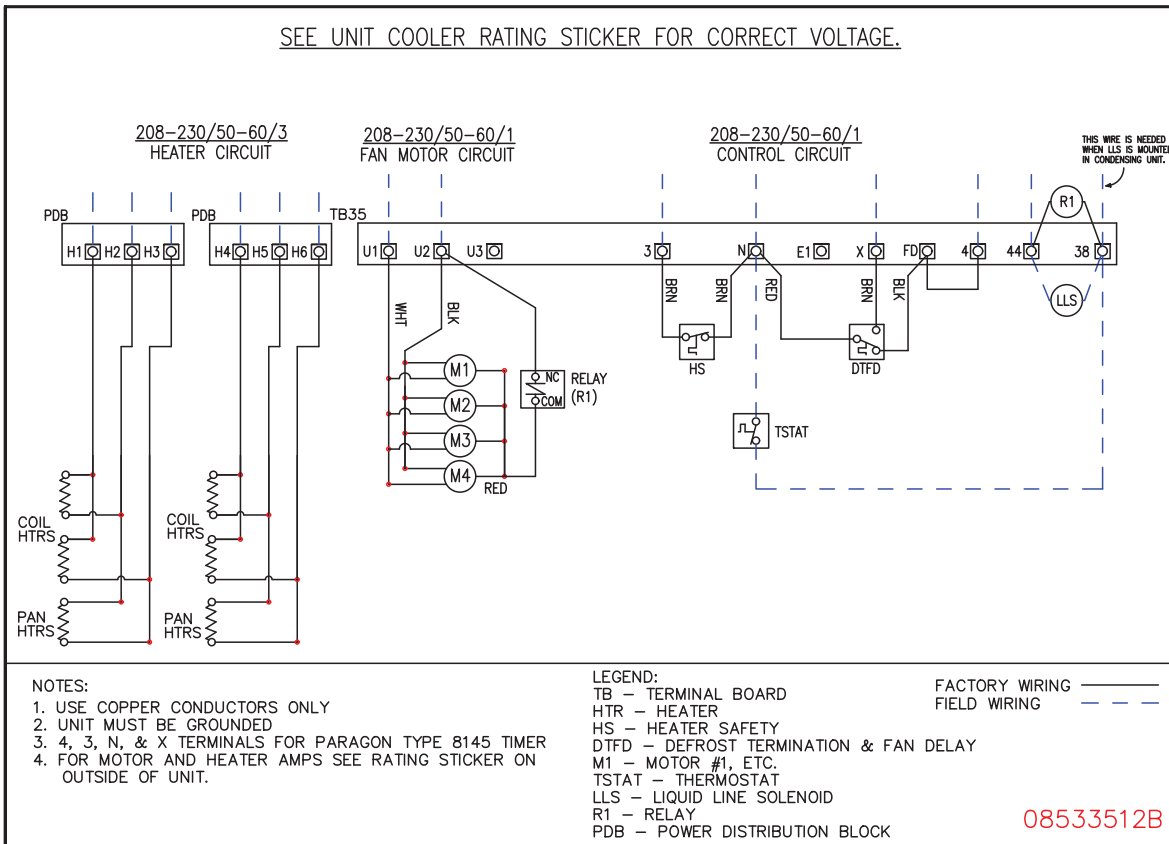 SEE UNIT COOLER RATING STICKER FOR CORRECT VOLTAGE.
208-230/50-60/3
HEATER CIRCUIT
208-230/50-60/1
FAN MOTOR CIRCUIT
208-230/50-60/1
CONTROL CIRCUIT
THIS WIRE IS NEEDED
WHEN LLS IS MOUNTED
IN CONDENSING UNIT.
PDB
PDB
TB35
R1
H1 H2 H3
H4 H5 H6
U1 U2 U3
3 N E1 X FD 4 44 38
BRN
BRN
RED
BRN
BLK
LLS
WHT
BLK
HS
DTFD
M1
M2
M3
M4
RED
NC
COM
RELAY
(R1)
TSTAT
COIL
HTRS
COIL
HTRS
PAN
HTRS
PAN
HTRS
NOTES:
1. USE COPPER CONDUCTORS ONLY
2. UNIT MUST BE GROUNDED
3. 4, 3, N, & X TERMINALS FOR PARAGON TYPE 8145 TIMER
4. FOR MOTOR AND HEATER AMPS SEE RATING STICKER ON
OUTSIDE OF UNIT.
LEGEND:
TB – TERMINAL BOARD
HTR – HEATER
HS – HEATER SAFETY
DTFD – DEFROST TERMINATION & FAN DELAY
M1 – MOTOR #1, ETC.
TSTAT – THERMOSTAT
LLS – LIQUID LINE SOLENOID
R1 – RELAY
PDB – POWER DISTRIBUTION BLOCK
FACTORY WIRING
FIELD WIRING
08533512B